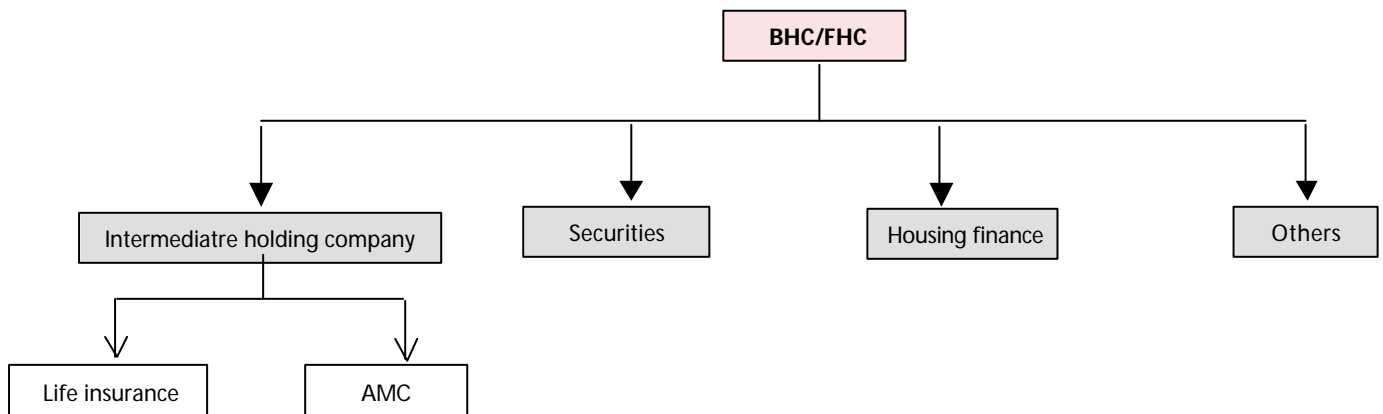 BHC/FHC
Intermediatre holding company
Securities
Housing finance
Others
Life insurance
AMC